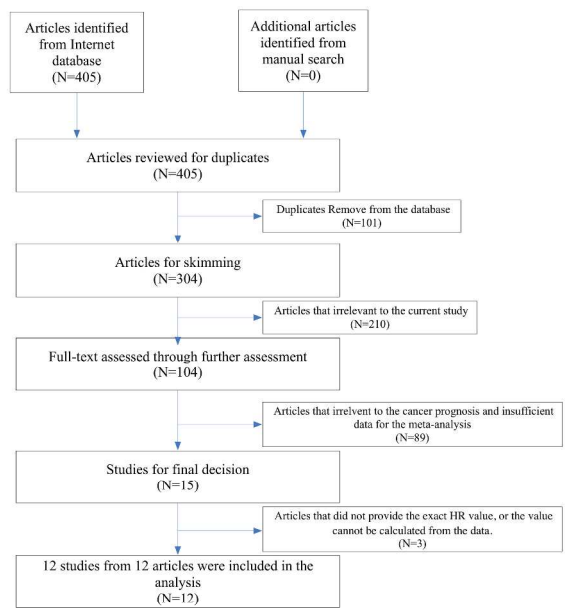 Articles identified
from Internet
database
(N=405)
Additional articles
identified from
manual search
(N=0)
Articles reviewed for duplicates
(N=405)
Duplicates Remove from the database
(N=101)
Articles for skimming
(N=304)
Articles that irrelevant to the current study
(N=210)
Full-text assessed through further assessment
(N=104)
Articles that irrelvent to the cancer prognosis and insufficient
data for the meta-analysis
(N=89)
Studies for final decision
(N=15)
Articles that did not provide the exact HR value, or the value
cannot be calculated from the data.
(N=3)
12 studies from 12 articles were included in the
analysis
(N=12)